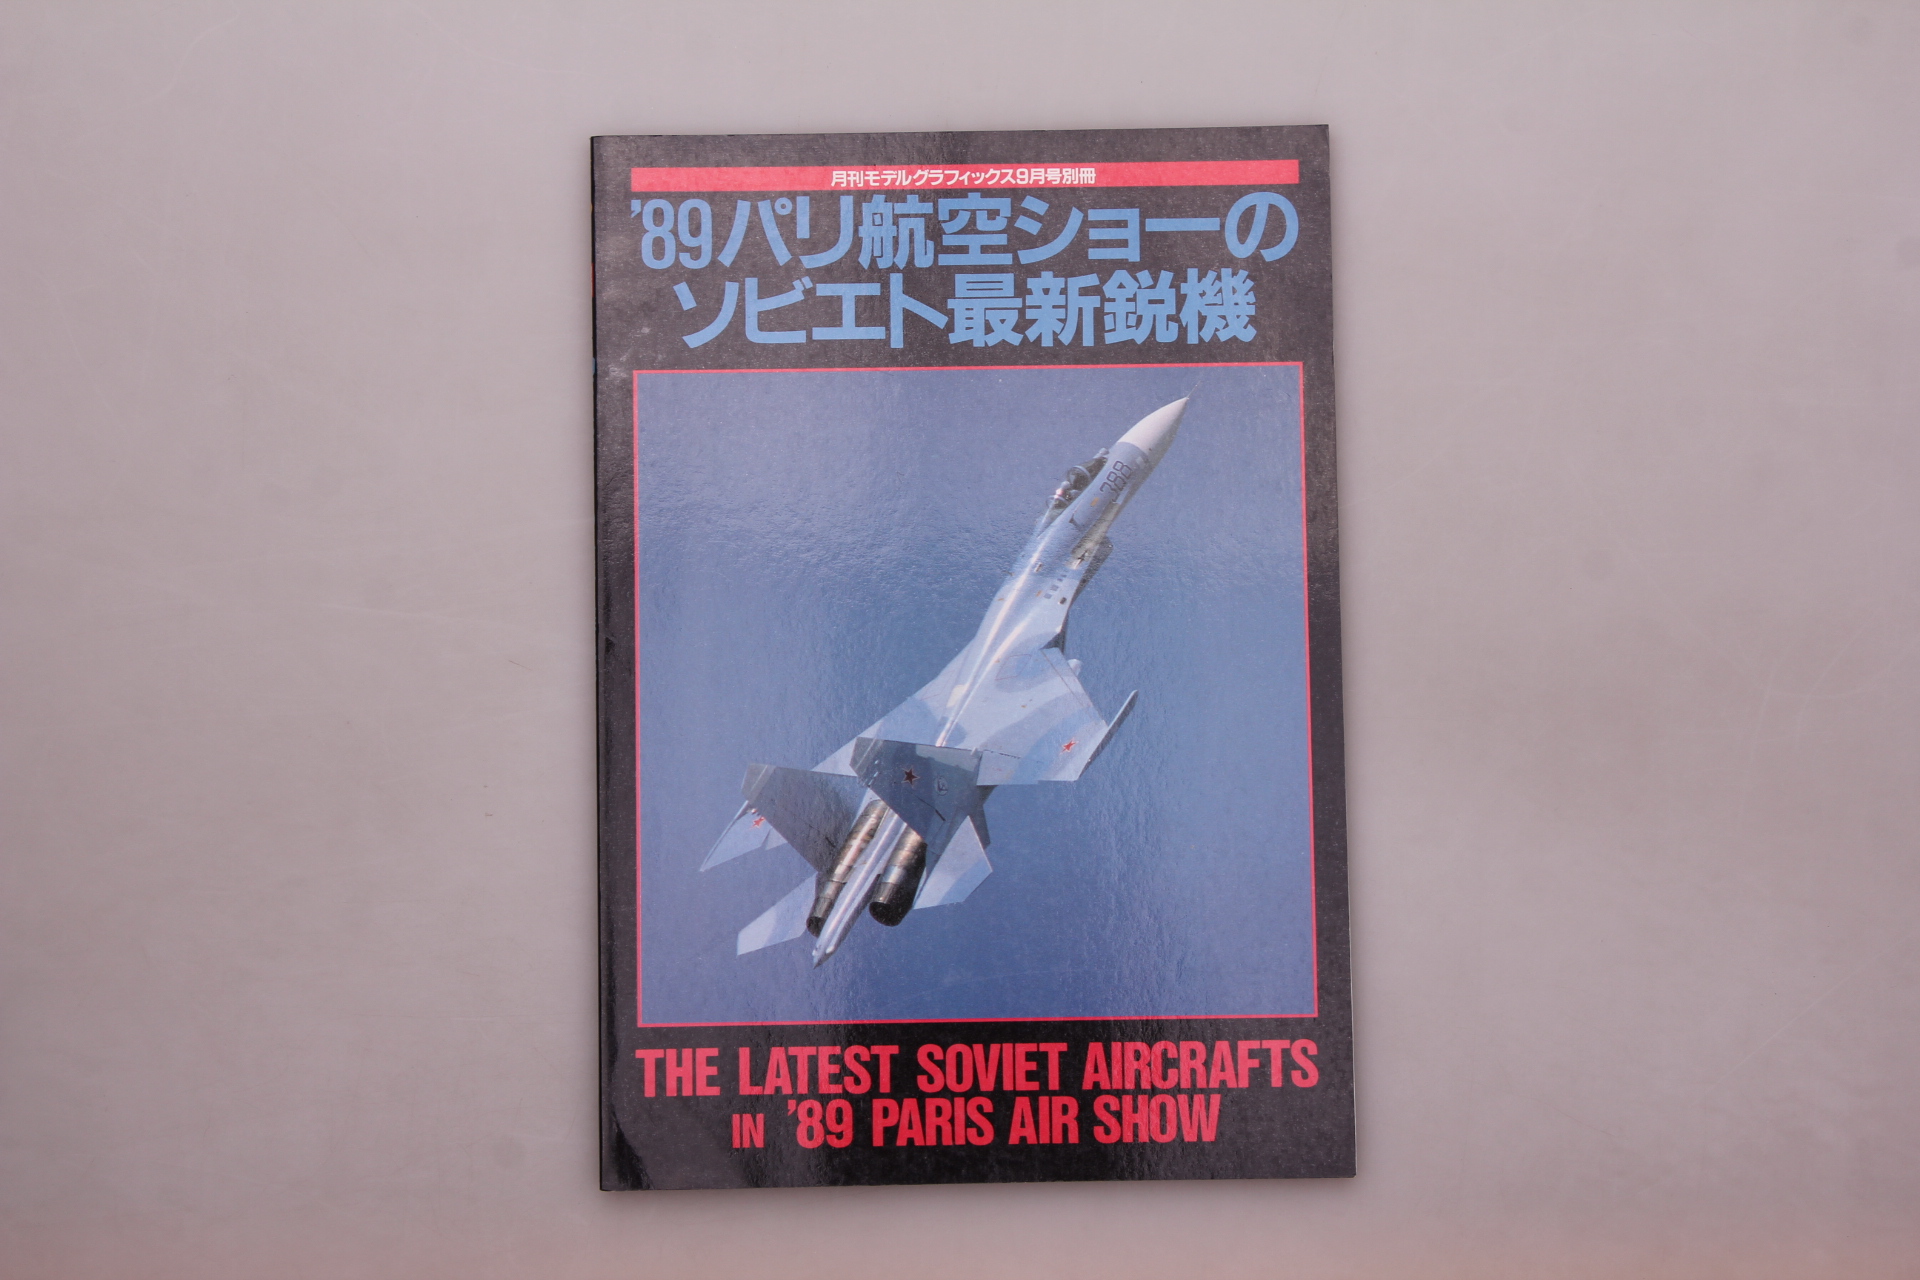 月刊モデルグラフィックス9月号別冊
'89パリ航空ショーの
ソビエト最新鋭機
388
THE LATEST SOVIET AIRCRAFTS
IN '89 PARIS AIR SHOW